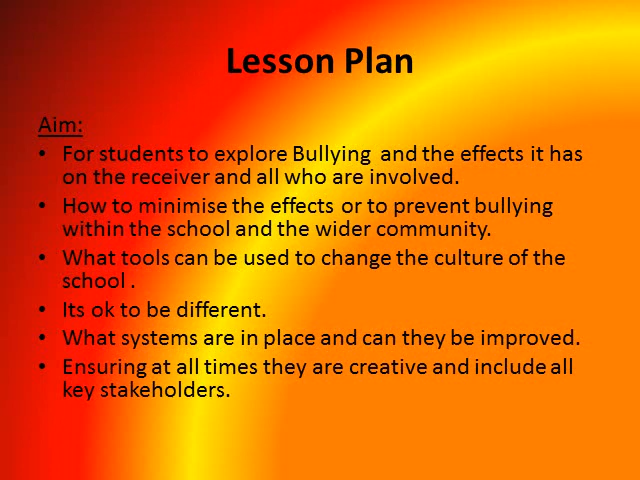 Lesson Plan
Aim:
• For students to explore Bullying  and the effects it has
on the receiver and all who are involved.
• How to minimise the effects or to prevent bullying
within the school and the wider community.
• What tools can be used to change the culture of the
school .
• Its ok to be different.
• What systems are in place and can they be improved.
• Ensuring at all times they are creative and include all
key stakeholders.